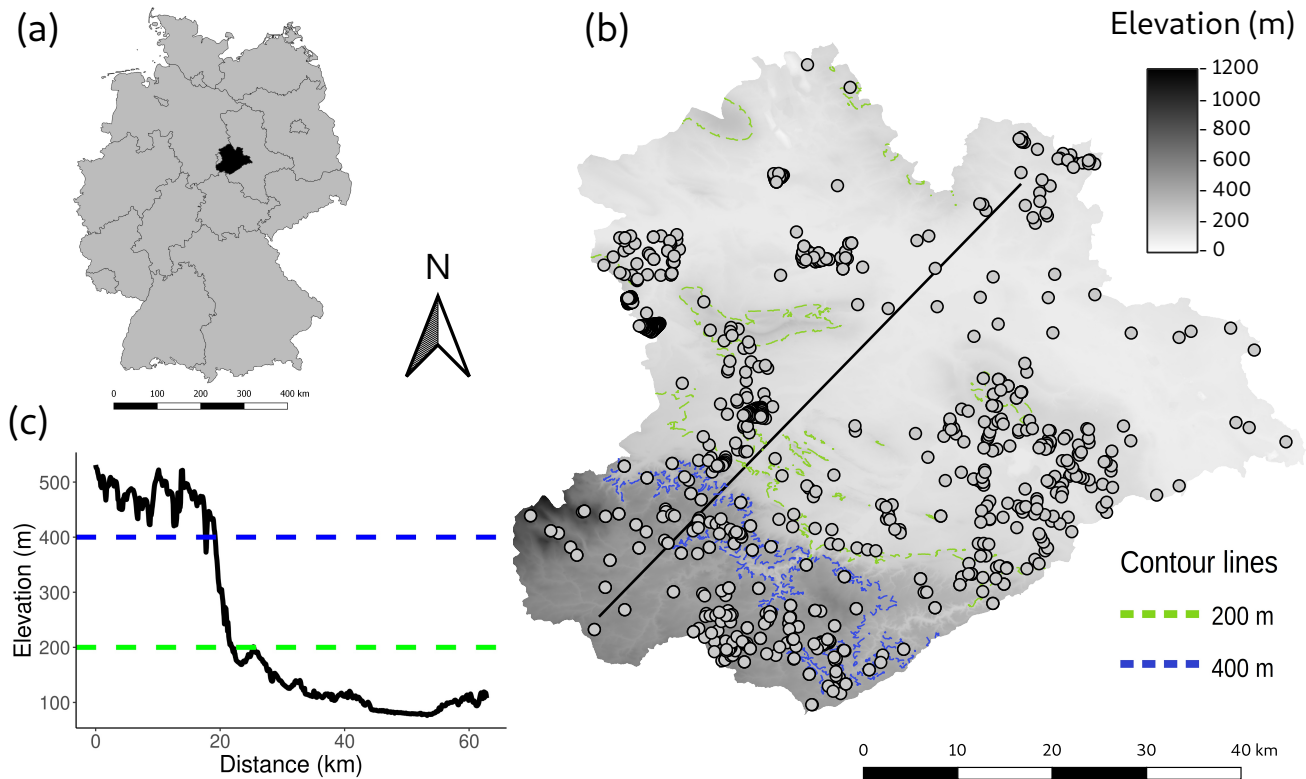 (a)
(b)
Elevation (m)
1200
1000
800
600
400
200
0
N
0 100 200 300 400 km
(c)
Elevation (m)
500
400
300
200
100
0 20 40 60
Distance (km)
Contour lines
200 m
400 m
0 10 20 30 40 km